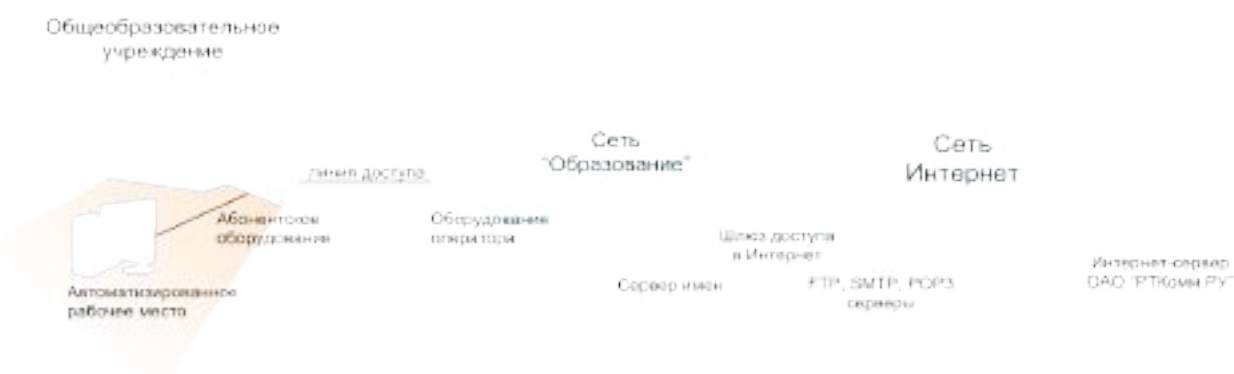 Общеобразовательное
учреждение
Сеть
"Образование"
Сеть
Интернет
линия доступа
Абонентское
оборудование
Оборудование
оператора
Шлюз доступа
в Интернет
Сервер имен
FTP, SMTP, POP3
серверы
Интернет-сервер
ОАО "РТКомм.РУ"
Автоматизированное
рабочее место